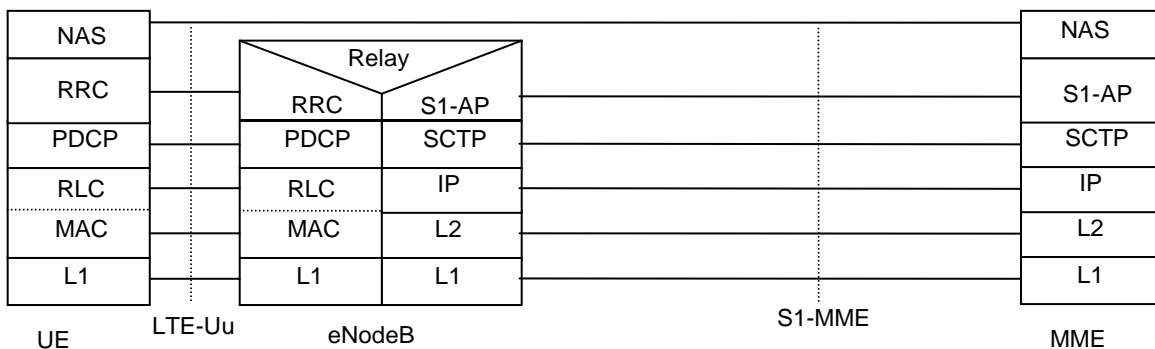 NAS NAS
Relay
RRC RRC S1-AP S1-AP
PDCP PDCP SCTP SCTP
RLC RLC IP IP
MAC MAC L2 L2
L1 L1 L1 L1
UE LTE-Uu eNodeB S1-MME MME